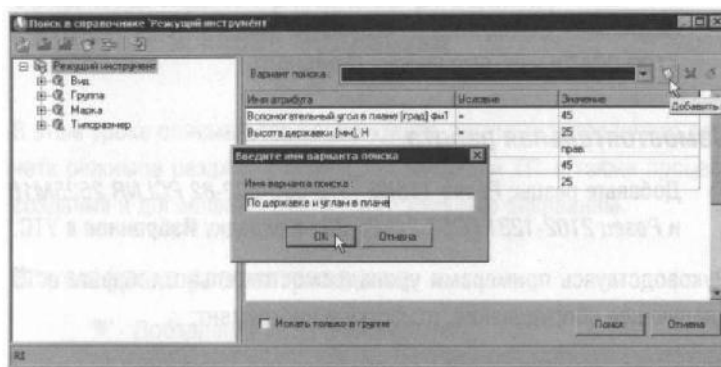 Поиск в справочнике 'Режущий инструмент'
Режущий инструмент
Вид
Группа
Марка
Типоразмер
Вариант поиска :
Добавить
Имя атрибута Условие Значение
Вспомогательный угол в плане [град] фи1 = 45
Высота державки [мм], H = 25
прав.
45
25
Введите имя варианта поиска
Имя варианта поиска :
По державке и углам в плане
OK Отмена
Искать только в группе
Поиск Отмена
RI